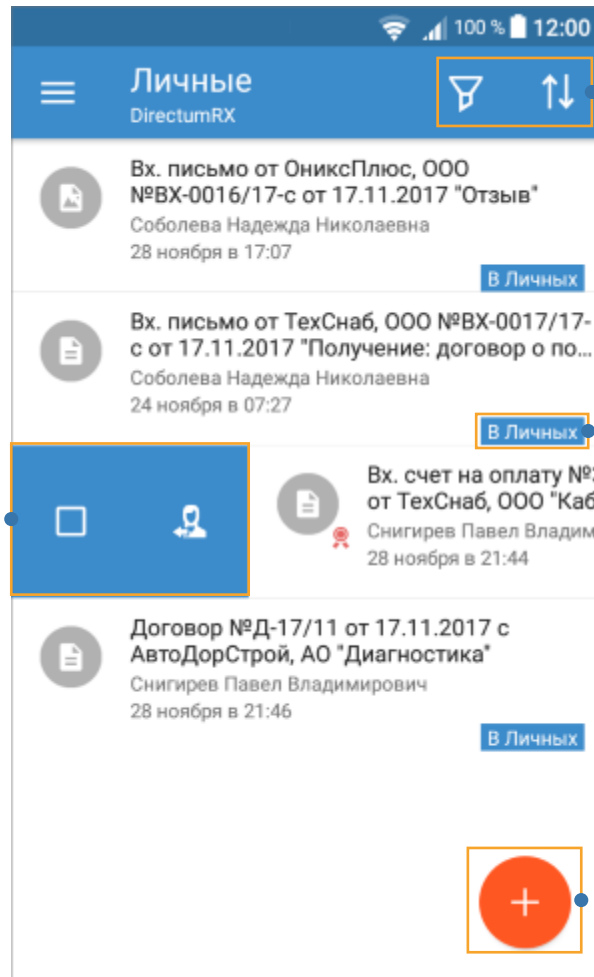 100 % 12:00
Личные
DirectumRX
Вх. письмо от ОниксПлюс, ООО
№ВХ-0016/17-с от 17.11.2017 "Отзыв"
Соболева Надежда Николаевна
28 ноября в 17:07
В Личных
Вх. письмо от ТехСнаб, ООО №ВХ-0017/17-
с от 17.11.2017 "Получение: договор о по...
Соболева Надежда Николаевна
24 ноября в 07:27
В Личных
Вх. счет на оплату №
от ТехСнаб, ООО "Каб
Снигирев Павел Владим
28 ноября в 21:44
Договор №Д-17/11 от 17.11.2017 с
АвтоДорСтрой, АО "Диагностика"
Снигирев Павел Владимирович
28 ноября в 21:46
В Личных